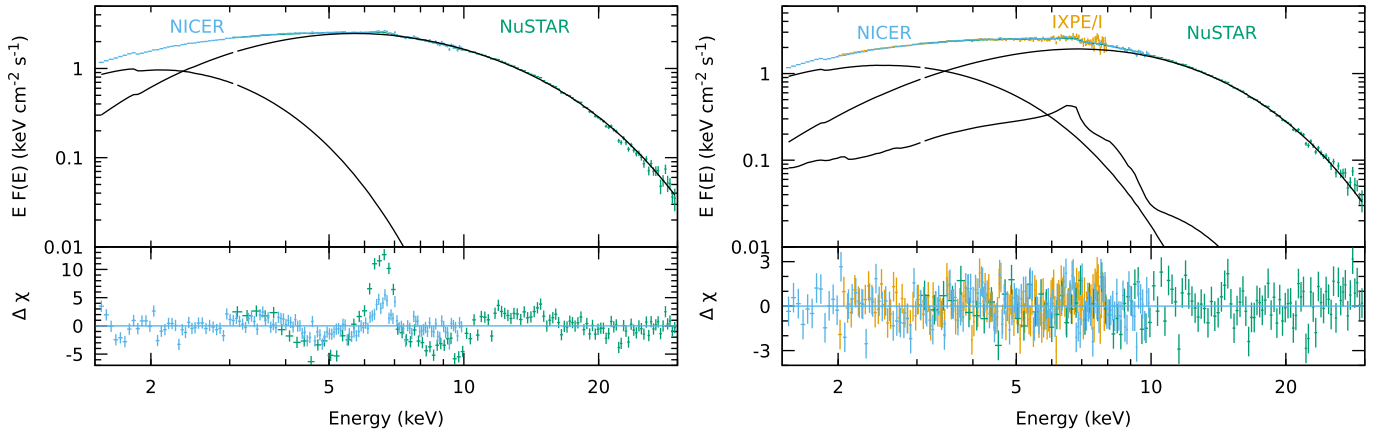 NICER
NuSTAR
E F(E) (keV cm⁻² s⁻¹)
1
0.1
0.01
Δ χ
10
5
0
-5
2
5
10
20
Energy (keV)
NICER
IXPE/I
NuSTAR
E F(E) (keV cm⁻² s⁻¹)
1
0.1
0.01
Δ χ
3
0
-3
2
5
10
20
Energy (keV)